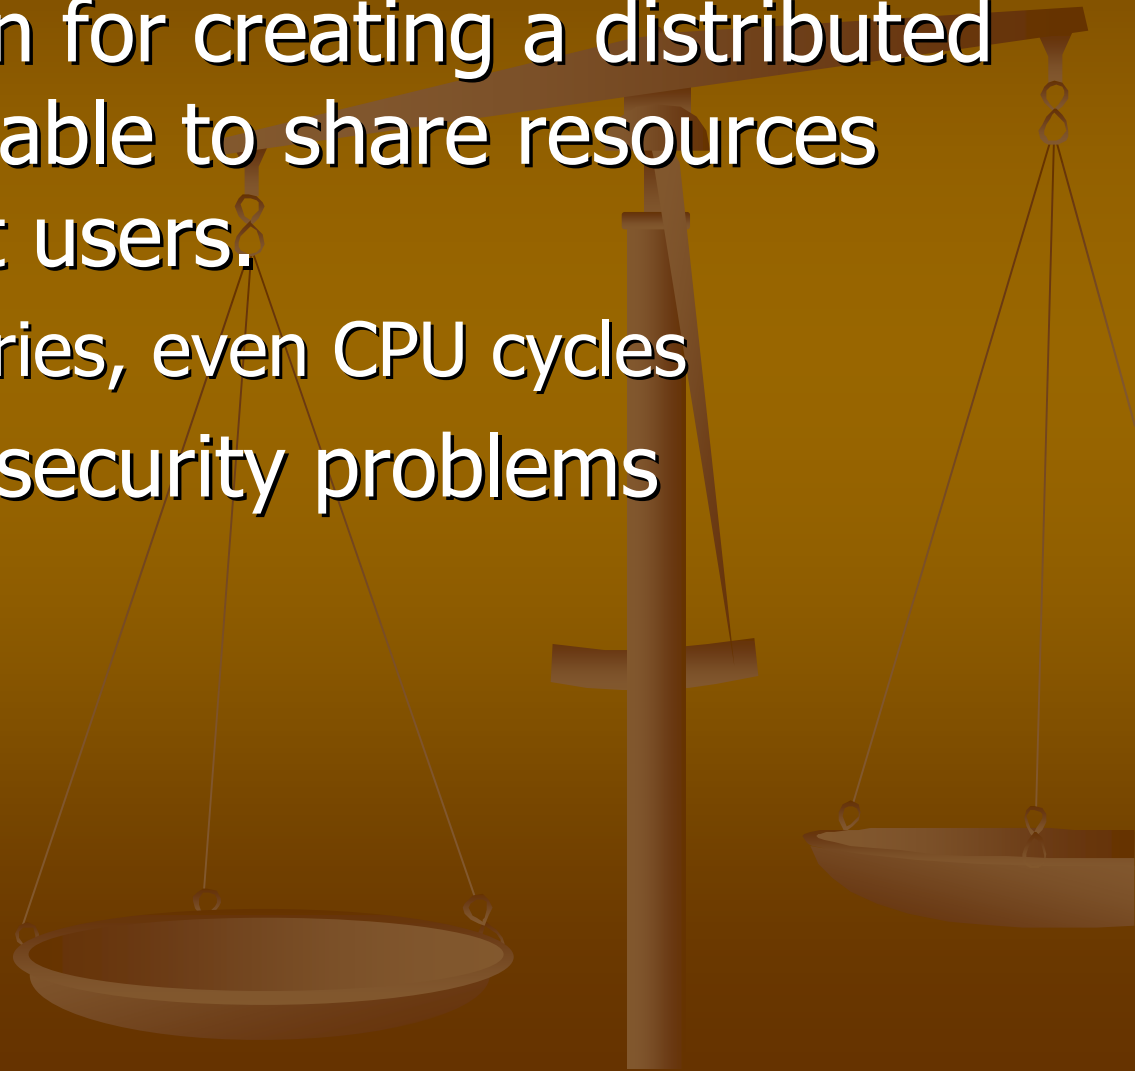 n for creating a distributed
able to share resources
t users.
ries, even CPU cycles
security problems